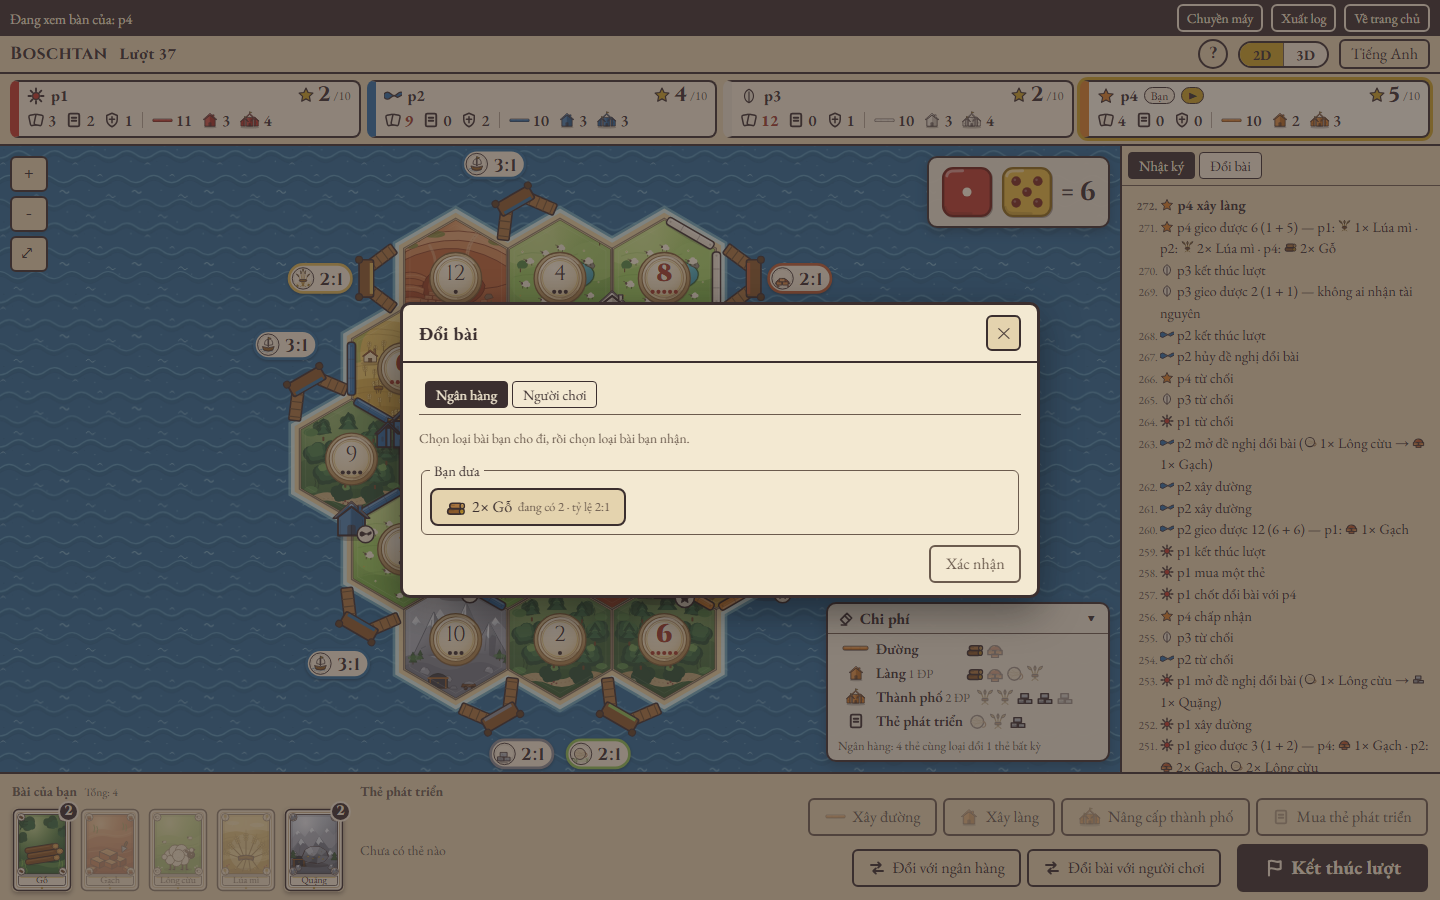 Đang xem bàn của: p4
Chuyền máy
Xuất log
Về trang chủ
BOSCHTAN Lượt 37
?
2D 3D
Tiếng Anh
p1 2 /10
3 2 1 11 3 4
p2 4 /10
9 0 2 10 3 3
p3 2 /10
12 0 1 10 3 4
p4 Bạn 5 /10
4 0 0 10 2 3
+
-
3:1
2:1
2:1
3:1
3:1
2:1
2:1
12
4
8
9
10
2
6
= 6
Đổi bài
Ngân hàng
Người chơi
Chọn loại bài bạn cho đi, rồi chọn loại bài bạn nhận.
Bạn đưa
2× Gỗ đang có 2 · tỷ lệ 2:1
Xác nhận
Chi phí
Đường
Làng 1 ĐP
Thành phố 2 ĐP
Thẻ phát triển
Ngân hàng: 4 thẻ cùng loại đổi 1 thẻ bất kỳ
Nhật ký
Đổi bài
272. p4 xây làng
271. p4 gieo được 6 (1 + 5) — p1: 1× Lúa mì ·
p2: 2× Lúa mì · p4: 2× Gỗ
270. p3 kết thúc lượt
269. p3 gieo được 2 (1 + 1) — không ai nhận tài
nguyên
268. p2 kết thúc lượt
267. p2 hủy đề nghị đổi bài
266. p4 từ chối
265. p3 từ chối
264. p1 từ chối
263. p2 mở đề nghị đổi bài ( 1× Lông cừu →
1× Gạch)
262. p2 xây đường
261. p2 xây đường
260. p2 gieo được 12 (6 + 6) — p1: 1× Gạch
259. p1 kết thúc lượt
258. p1 mua một thẻ
257. p1 chốt đổi bài với p4
256. p4 chấp nhận
255. p3 từ chối
254. p2 từ chối
253. p1 mở đề nghị đổi bài ( 1× Lông cừu →
1× Quặng)
252. p1 xây đường
251. p1 gieo được 3 (1 + 2) — p4: 1× Gạch · p2:
2× Gạch, 2× Lông cừu
Bài của bạn Tổng: 4
2
2
Gỗ
Gạch
Lông cừu
Lúa mì
Quặng
Thẻ phát triển
Chưa có thẻ nào
Xây đường
Xây làng
Nâng cấp thành phố
Mua thẻ phát triển
Đổi với ngân hàng
Đổi bài với người chơi
Kết thúc lượt